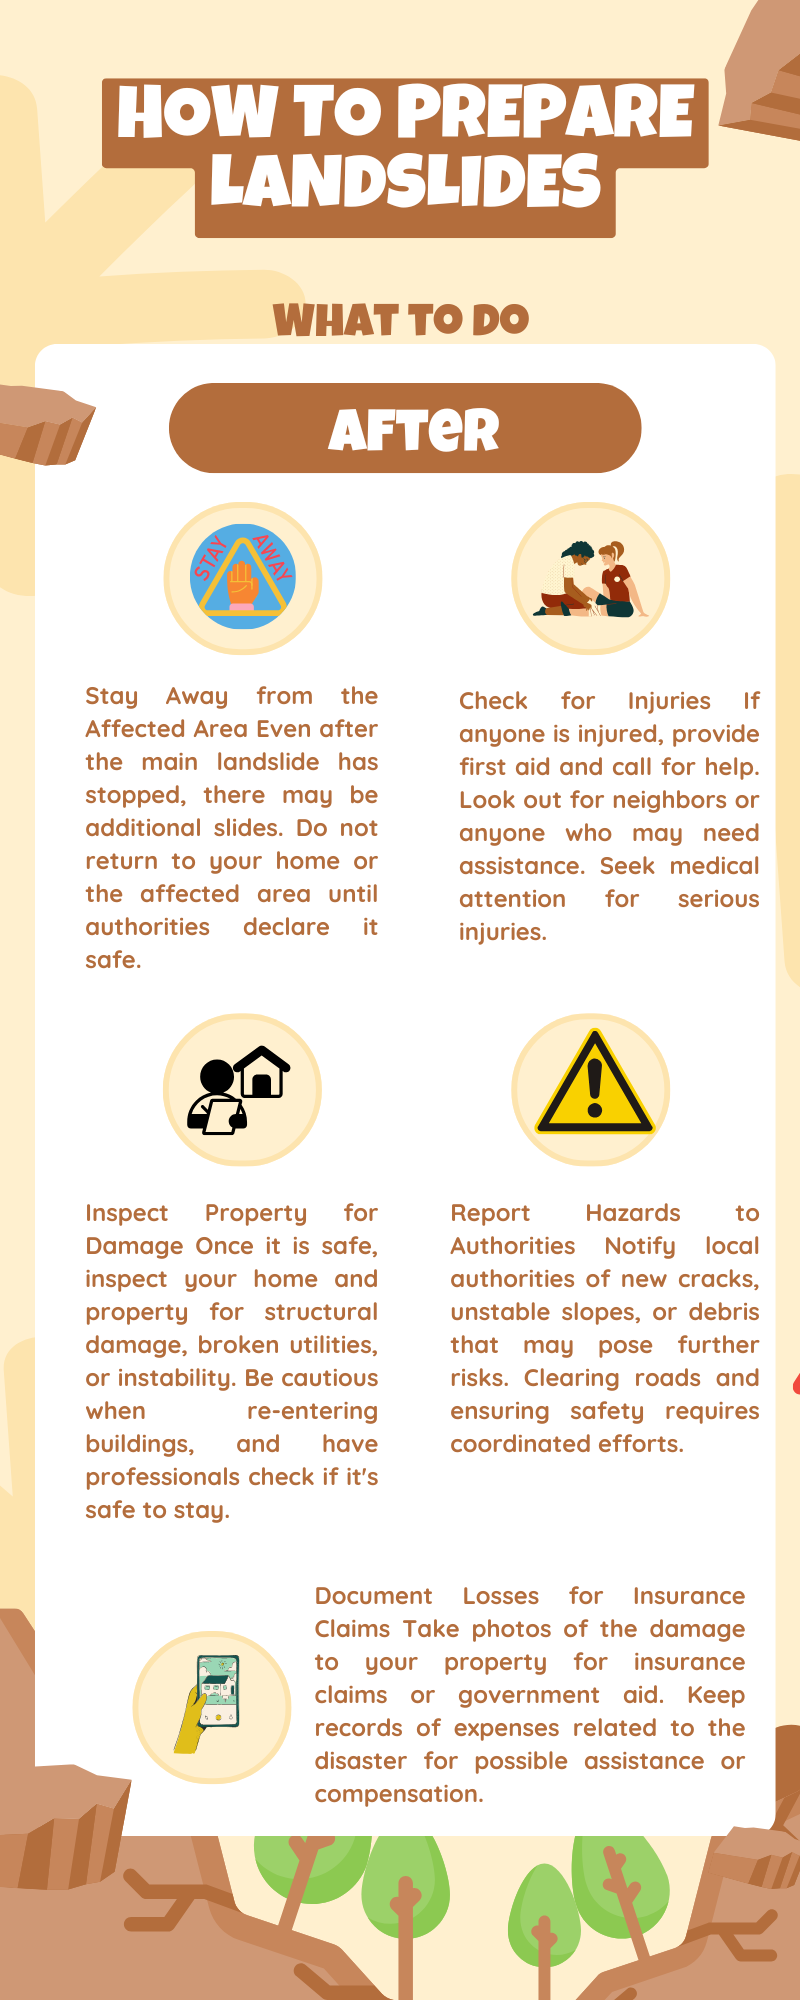 HOW TO PREPARE
LANDSLIDES
WHAT TO DO
AFTER
STAY AWAY
Stay Away from the
Affected Area Even after
the main landslide has
stopped, there may be
additional slides. Do not
return to your home or
the affected area until
authorities declare it
safe.
Check for Injuries If
anyone is injured, provide
first aid and call for help.
Look out for neighbors or
anyone who may need
assistance. Seek medical
attention for serious
injuries.
Inspect Property for
Damage Once it is safe,
inspect your home and
property for structural
damage, broken utilities,
or instability. Be cautious
when re-entering
buildings, and have
professionals check if it's
safe to stay.
Report Hazards to
Authorities Notify local
authorities of new cracks,
unstable slopes, or debris
that may pose further
risks. Clearing roads and
ensuring safety requires
coordinated efforts.
Document Losses for Insurance
Claims Take photos of the damage
to your property for insurance
claims or government aid. Keep
records of expenses related to the
disaster for possible assistance or
compensation.